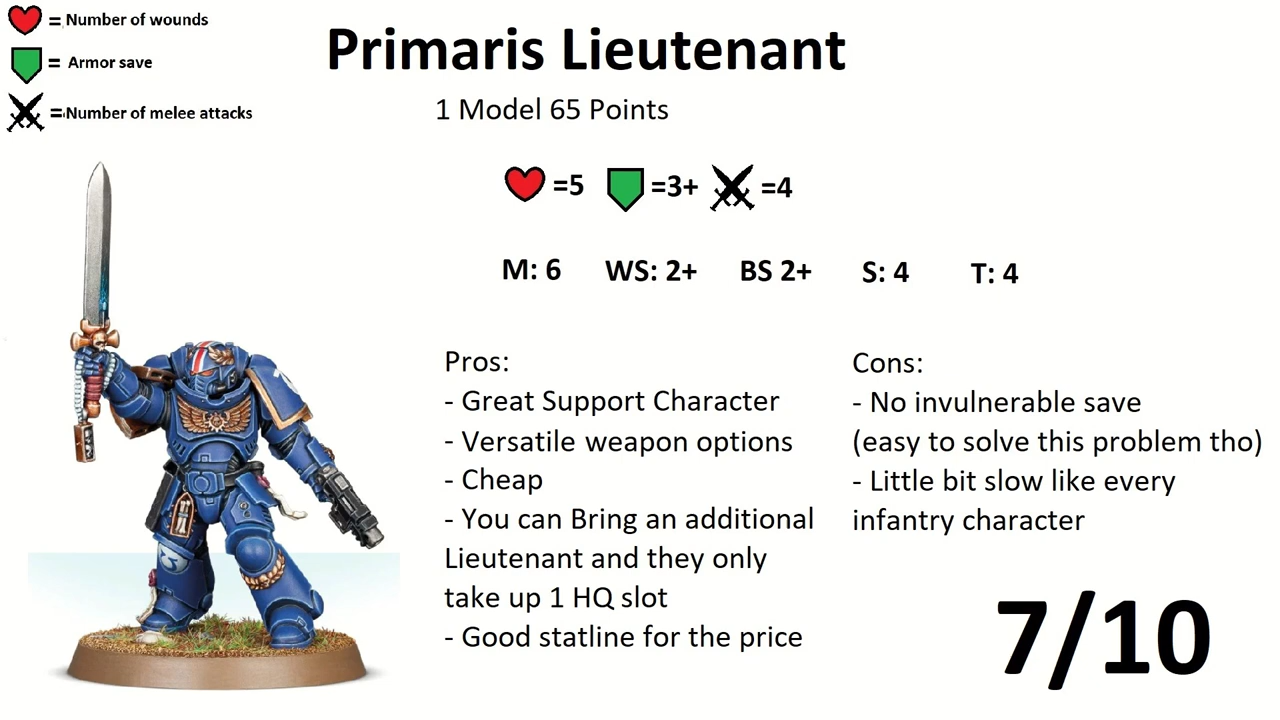 = Number of wounds
= Armor save
=Number of melee attacks
Primaris Lieutenant
1 Model 65 Points
=5 =3+ =4
M: 6 WS: 2+ BS 2+ S: 4 T: 4
Pros:
- Great Support Character
- Versatile weapon options
- Cheap
- You can Bring an additional
Lieutenant and they only
take up 1 HQ slot
- Good statline for the price
Cons:
- No invulnerable save
(easy to solve this problem tho)
- Little bit slow like every
infantry character
7/10